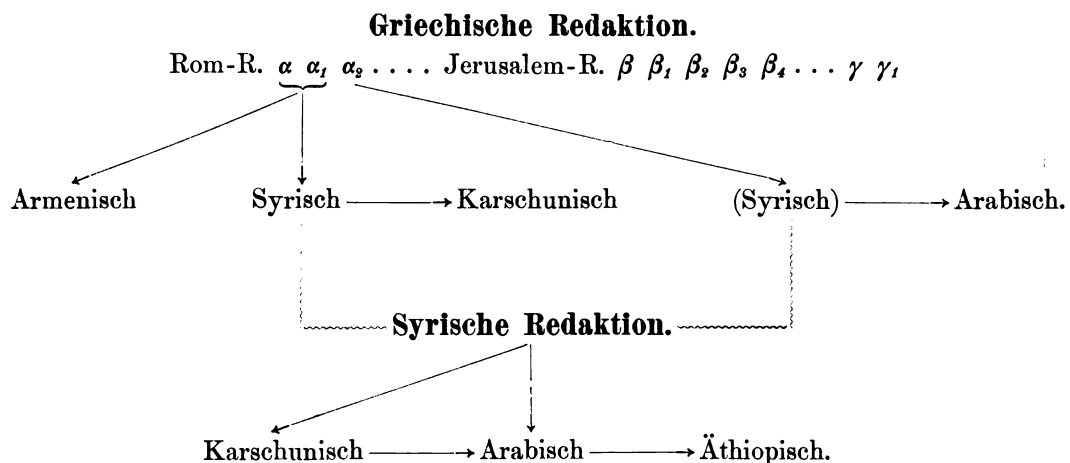 Griechische Redaktion.
Rom-R. α α₁ α₂ .... Jerusalem-R. β β₁ β₂ β₃ β₄ ... γ γ₁
Armenisch Syrisch Karschunisch (Syrisch) Arabisch.
Syrische Redaktion.
Karschunisch Arabisch Äthiopisch.